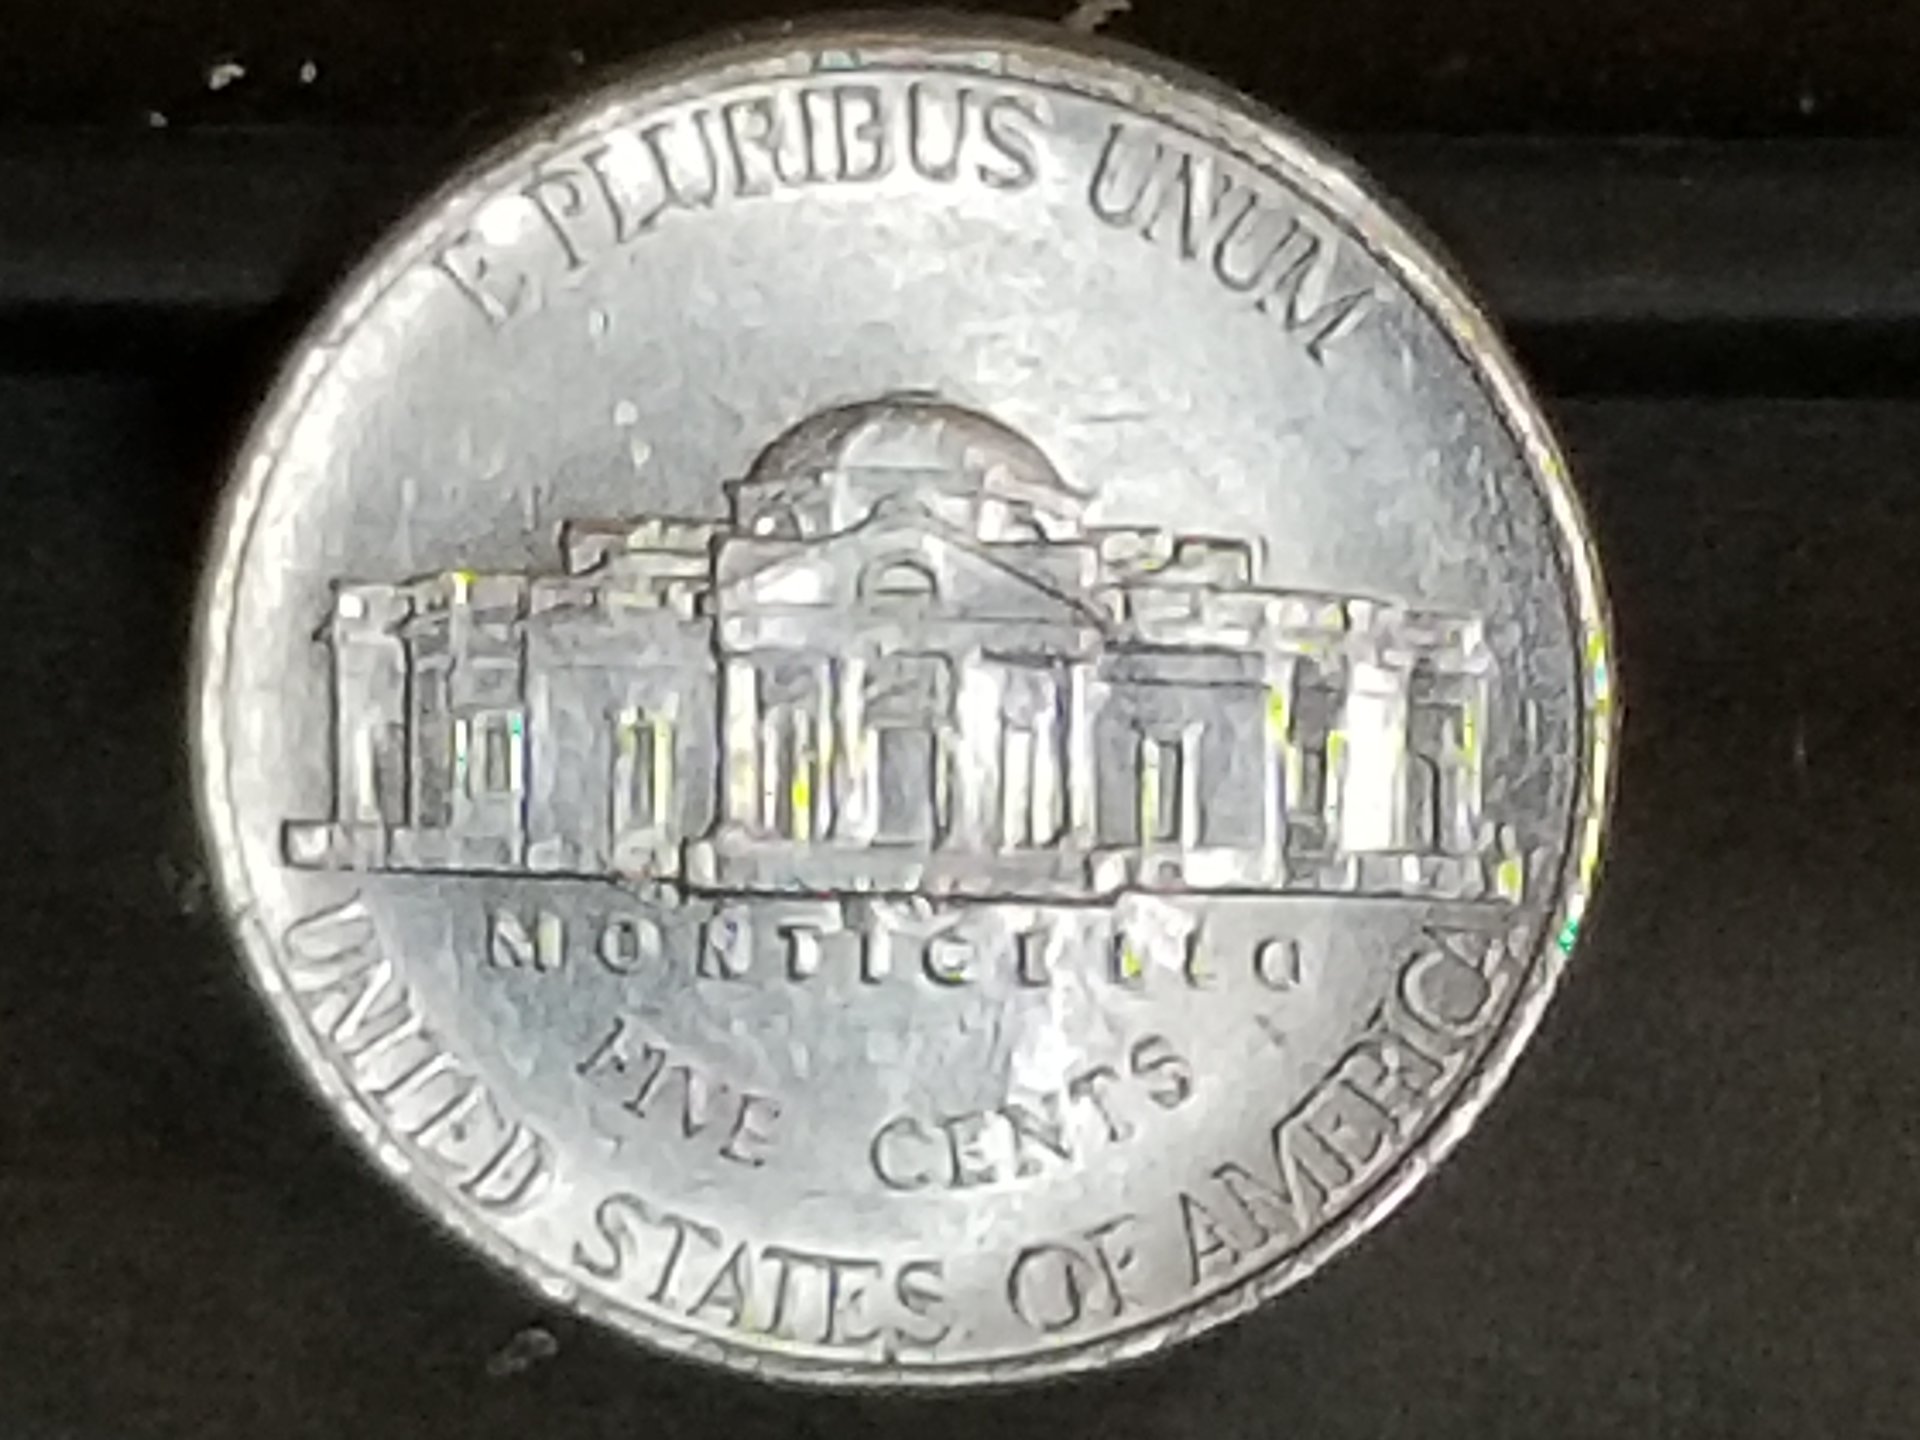 E PLURIBUS UNUM
MONTICELLO
FIVE CENTS
UNITED STATES OF AMERICA